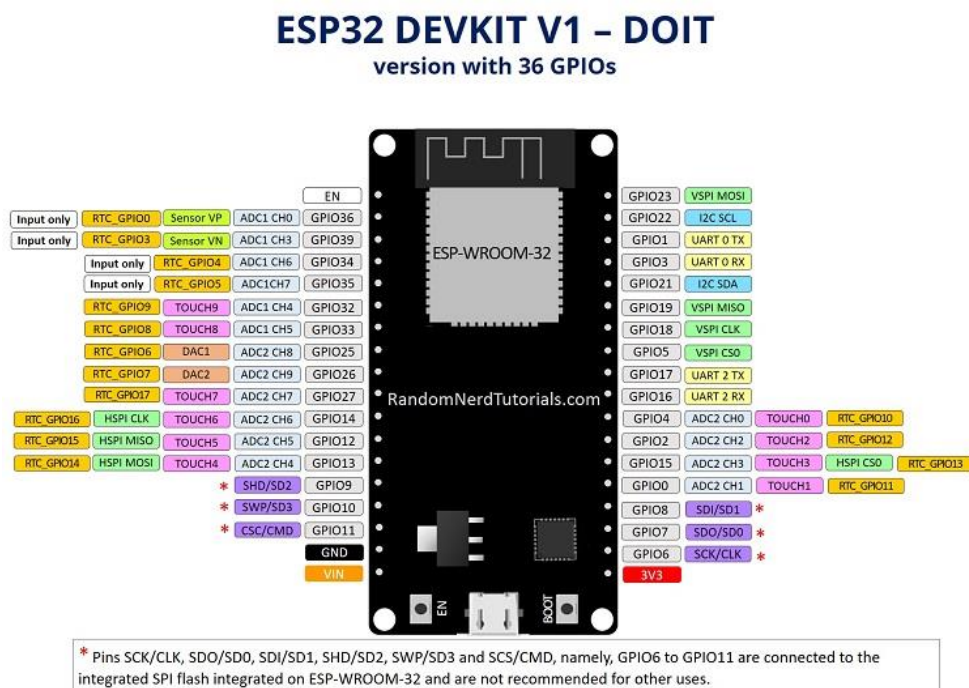 ESP32 DEVKIT V1 – DOIT
version with 36 GPIOs
EN
Input only RTC_GPIO0 Sensor VP ADC1 CH0 GPIO36
Input only RTC_GPIO3 Sensor VN ADC1 CH3 GPIO39
Input only RTC_GPIO4 ADC1 CH6 GPIO34
Input only RTC_GPIO5 ADC1CH7 GPIO35
RTC_GPIO9 TOUCH9 ADC1 CH4 GPIO32
RTC_GPIO8 TOUCH8 ADC1 CH5 GPIO33
RTC_GPIO6 DAC1 ADC2 CH8 GPIO25
RTC_GPIO7 DAC2 ADC2 CH9 GPIO26
RTC_GPIO17 TOUCH7 ADC2 CH7 GPIO27
RTC_GPIO16 HSPI CLK TOUCH6 ADC2 CH6 GPIO14
RTC_GPIO15 HSPI MISO TOUCH5 ADC2 CH5 GPIO12
RTC_GPIO14 HSPI MOSI TOUCH4 ADC2 CH4 GPIO13
* SHD/SD2 GPIO9
* SWP/SD3 GPIO10
* CSC/CMD GPIO11
GND
VIN
ESP-WROOM-32
RandomNerdTutorials.com
EN
BOOT
GPIO23 VSPI MOSI
GPIO22 I2C SCL
GPIO1 UART 0 TX
GPIO3 UART 0 RX
GPIO21 I2C SDA
GPIO19 VSPI MISO
GPIO18 VSPI CLK
GPIO5 VSPI CS0
GPIO17 UART 2 TX
GPIO16 UART 2 RX
GPIO4 ADC2 CH0 TOUCH0 RTC_GPIO10
GPIO2 ADC2 CH2 TOUCH2 RTC_GPIO12
GPIO15 ADC2 CH3 TOUCH3 HSPI CS0 RTC_GPIO13
GPIO0 ADC2 CH1 TOUCH1 RTC_GPIO11
GPIO8 SDI/SD1 *
GPIO7 SDO/SD0 *
GPIO6 SCK/CLK *
3V3
* Pins SCK/CLK, SDO/SD0, SDI/SD1, SHD/SD2, SWP/SD3 and SCS/CMD, namely, GPIO6 to GPIO11 are connected to the
integrated SPI flash integrated on ESP-WROOM-32 and are not recommended for other uses.